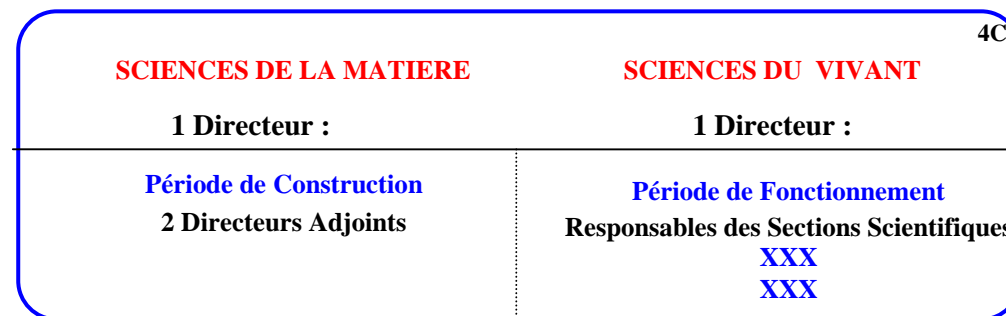 4C
SCIENCES DE LA MATIERE SCIENCES DU VIVANT
1 Directeur : 1 Directeur :
Période de Construction
2 Directeurs Adjoints
Période de Fonctionnement
Responsables des Sections Scientifiques
XXX
XXX